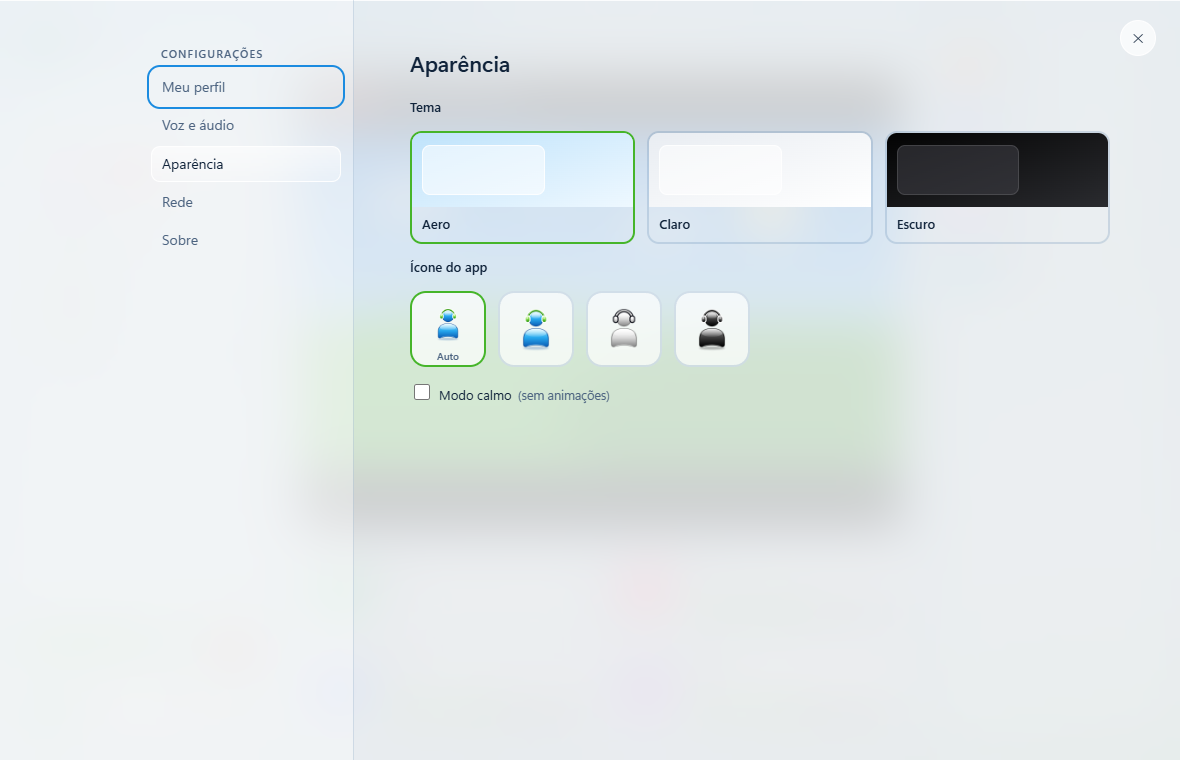 CONFIGURAÇÕES
Meu perfil
Voz e áudio
Aparência
Rede
Sobre
Aparência
Tema
Aero
Claro
Escuro
Ícone do app
Auto
Modo calmo (sem animações)